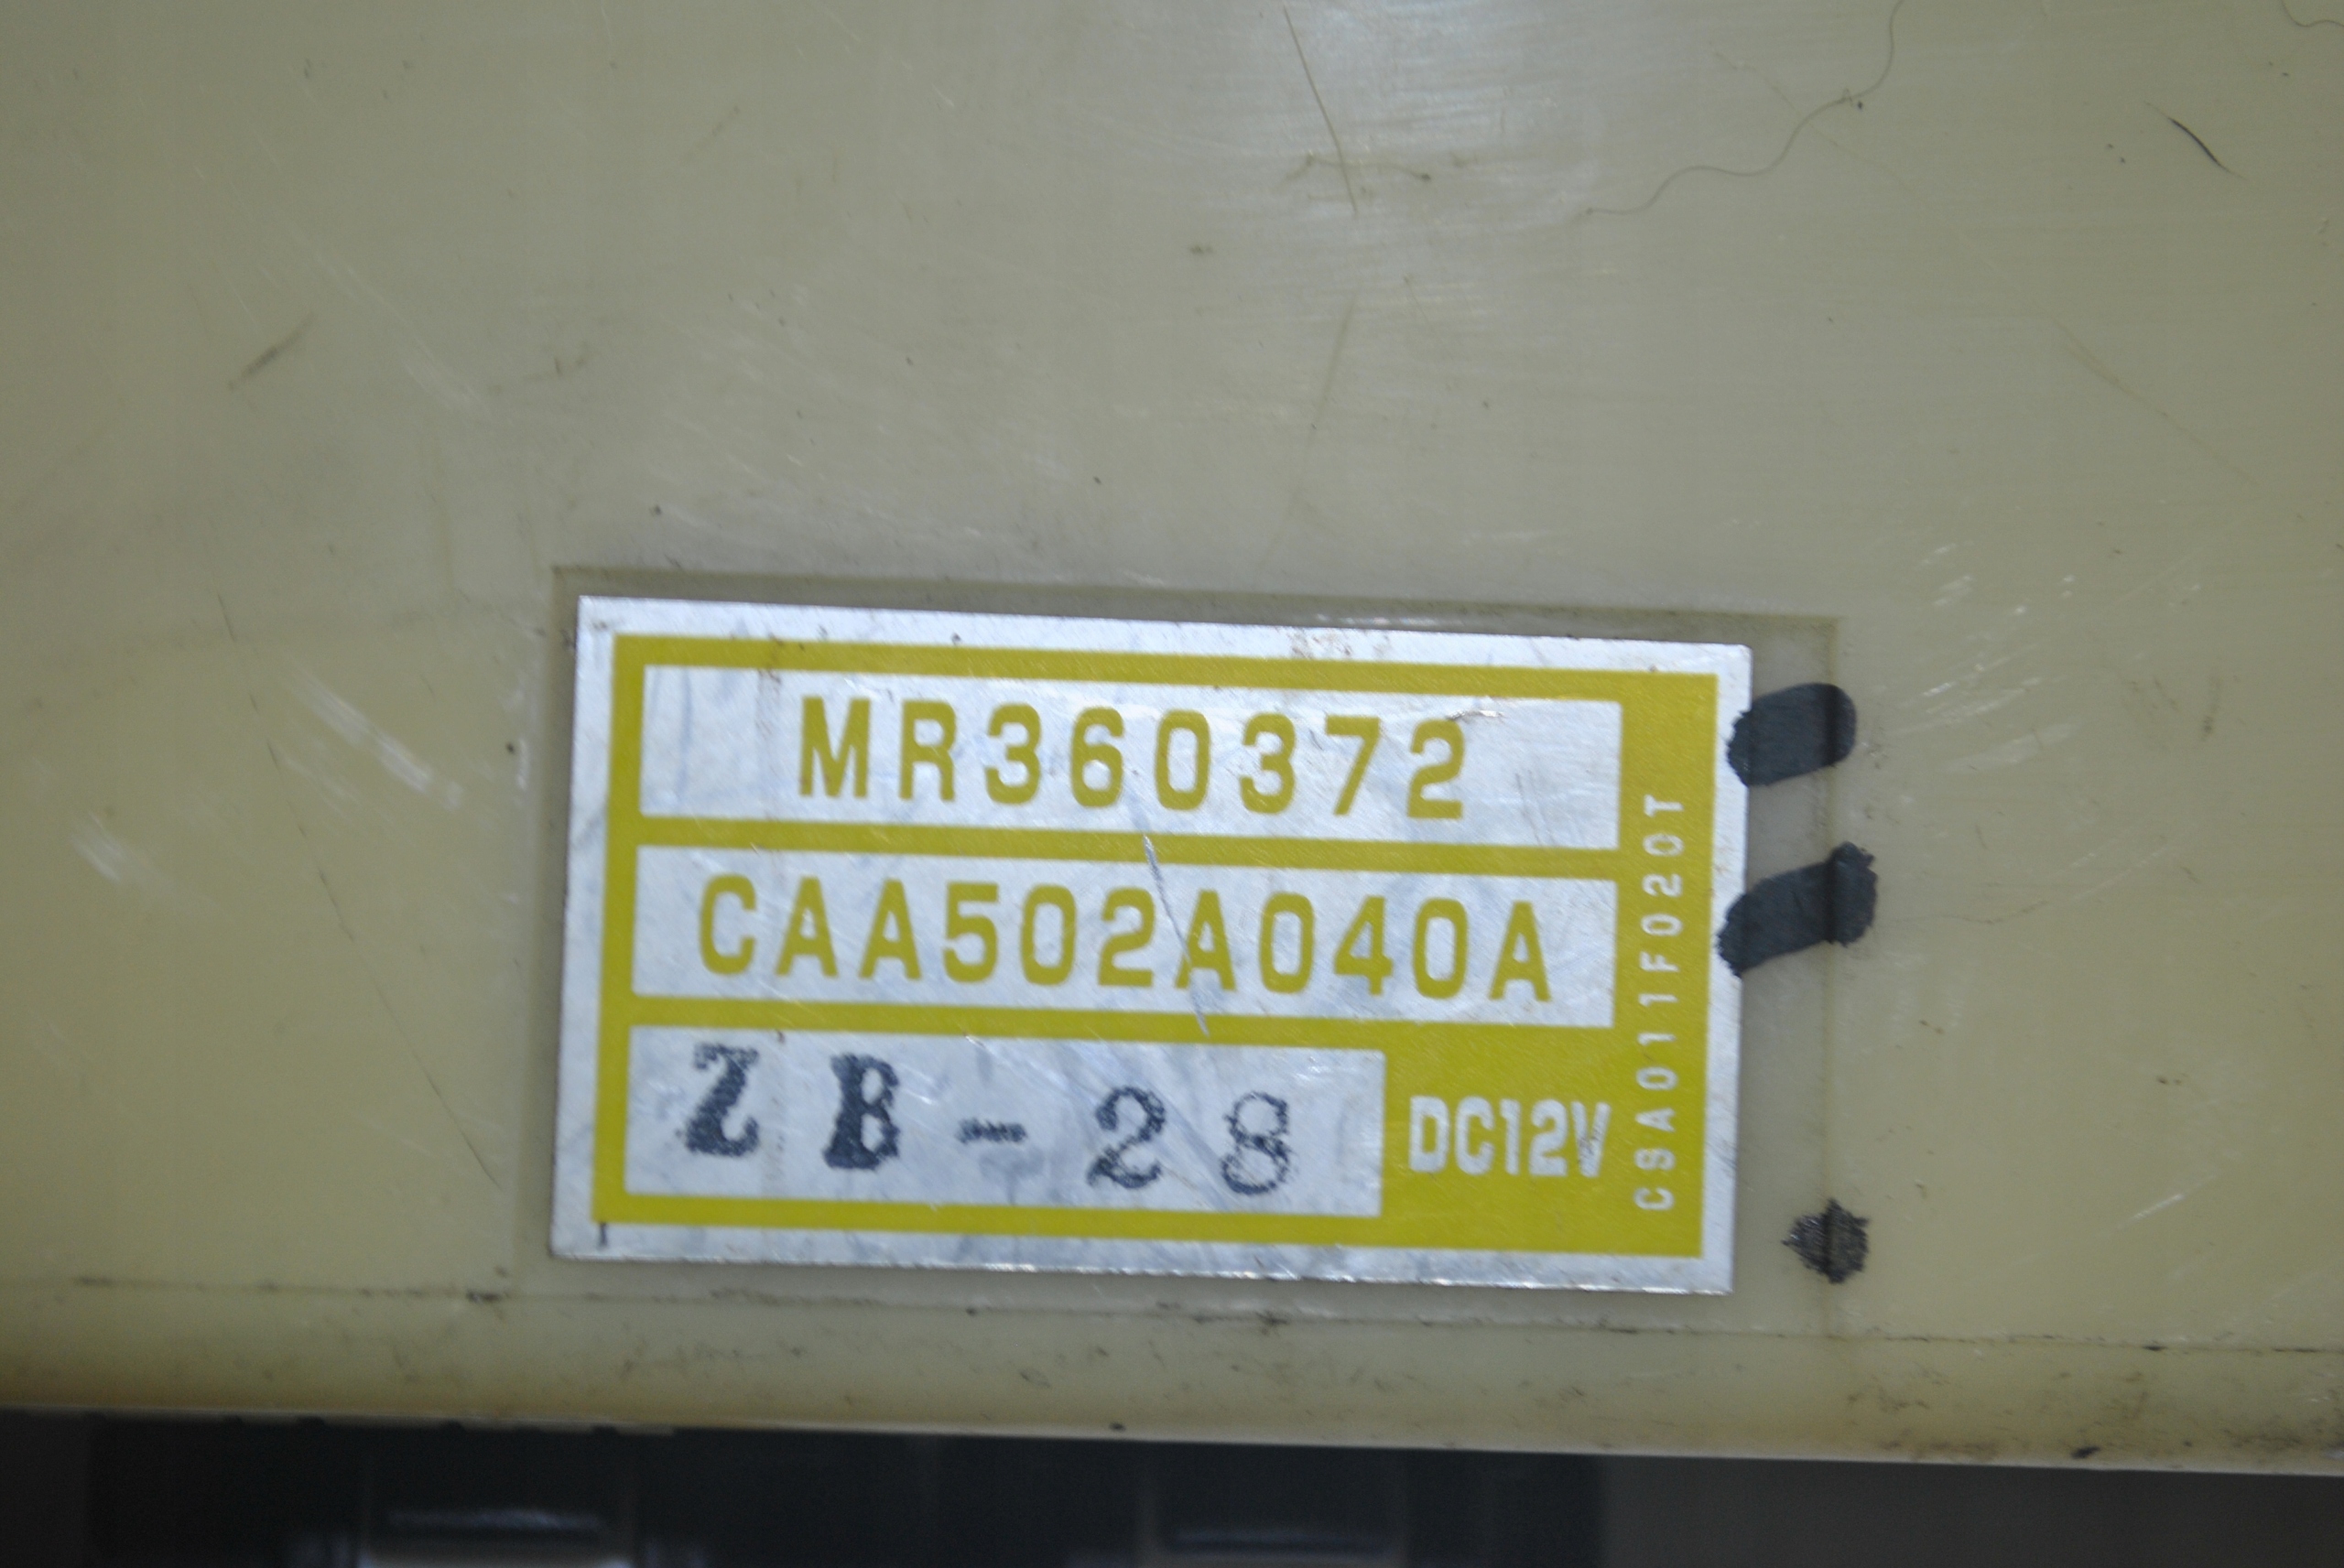 MR360372
CAA502A040A
ZB-28
DC12V
CSA011F020T